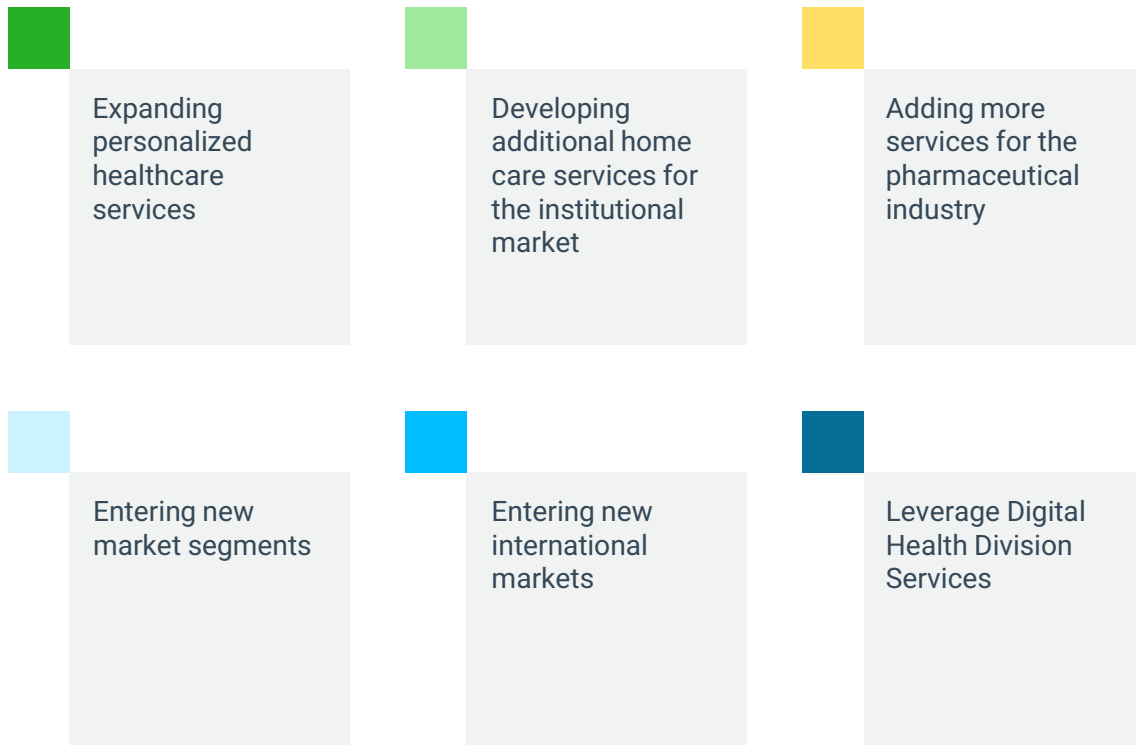 Expanding
personalized
healthcare
services
Developing
additional home
care services for
the institutional
market
Adding more
services for the
pharmaceutical
industry
Entering new
market segments
Entering new
international
markets
Leverage Digital
Health Division
Services